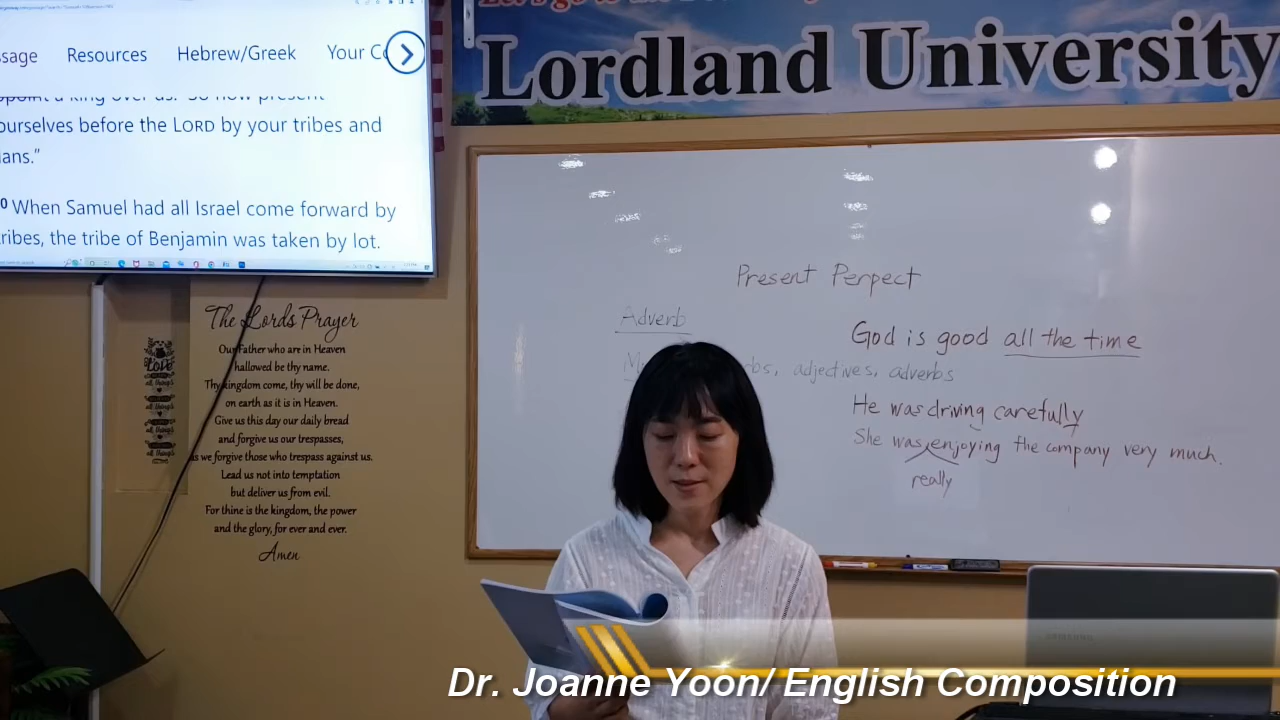 Let's go to the
Lordland University
Resources Hebrew/Greek Your
ourselves before the LORD by your tribes and
When Samuel had all Israel come forward by
tribes, the tribe of Benjamin was taken by lot.
The Lords Prayer
Our Father who are in Heaven
hallowed be thy name.
Thy kingdom come, thy will be done,
on earth as it is in Heaven.
Give us this day our daily bread
and forgive us our trespasses,
as we forgive those who trespass against us.
Lead us not into temptation
but deliver us from evil.
For thine is the kingdom, the power
and the glory, for ever and ever.
Amen
LOVE
Present Perpect
Adverb
adjectives, adverbs
God is good all the time
He was driving carefully
She was enjoying the company very much.
really
Dr. Joanne Yoon/ English Composition